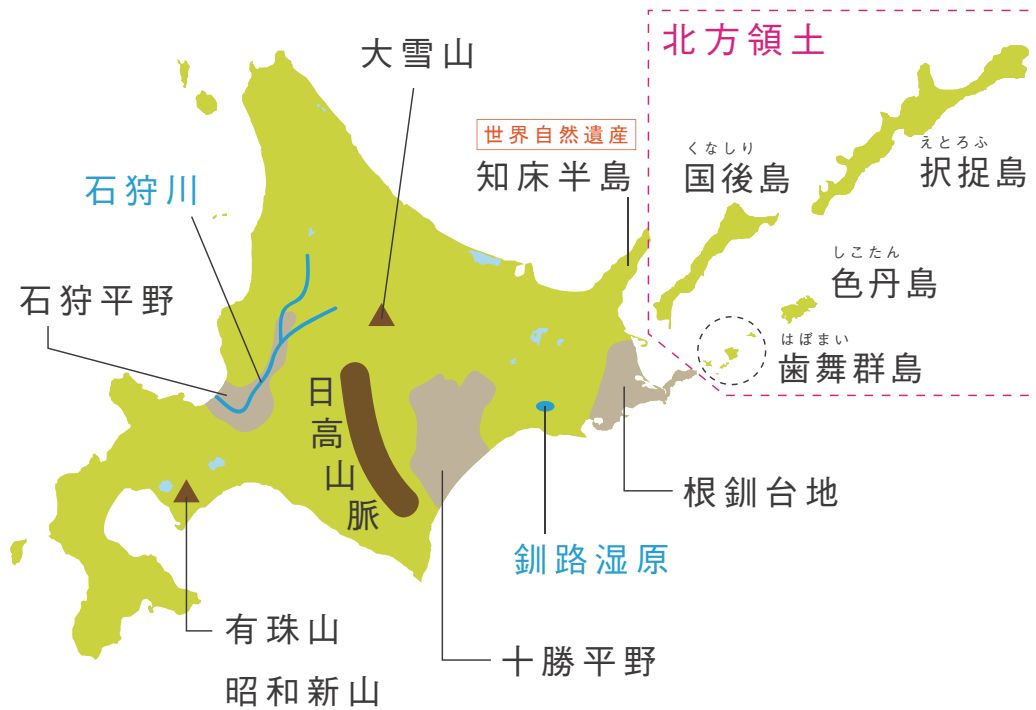 北方領土
大雪山
世界自然遺産
知床半島
くなしり
国後島
えとろふ
択捉島
石狩川
しこたん
色丹島
石狩平野
はぼまい
歯舞群島
日高山脈
根釧台地
釧路湿原
有珠山
昭和新山
十勝平野